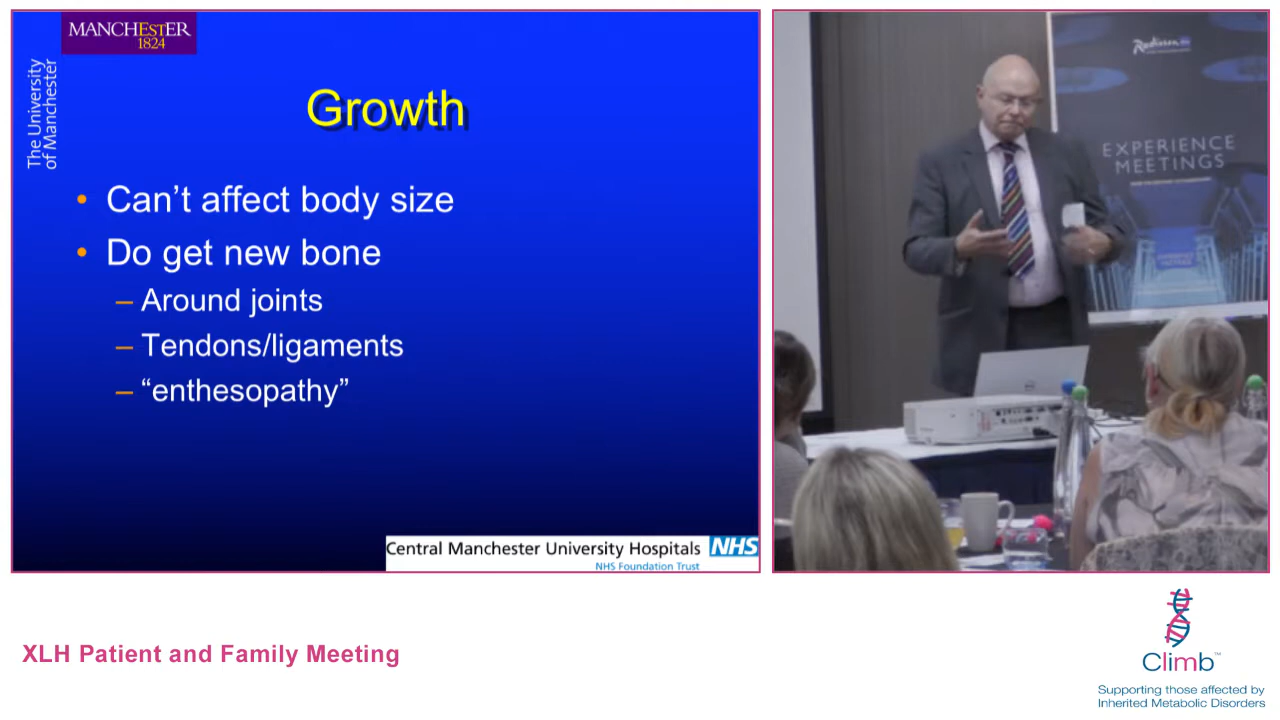 MANCHESTER
1824
The University
of Manchester
Growth
• Can’t affect body size
• Do get new bone
– Around joints
– Tendons/ligaments
– “enthesopathy”
Central Manchester University Hospitals NHS
NHS Foundation Trust
Radisson
EXPERIENCE
MEETINGS
XLH Patient and Family Meeting
Climb™
Supporting those affected by
Inherited Metabolic Disorders